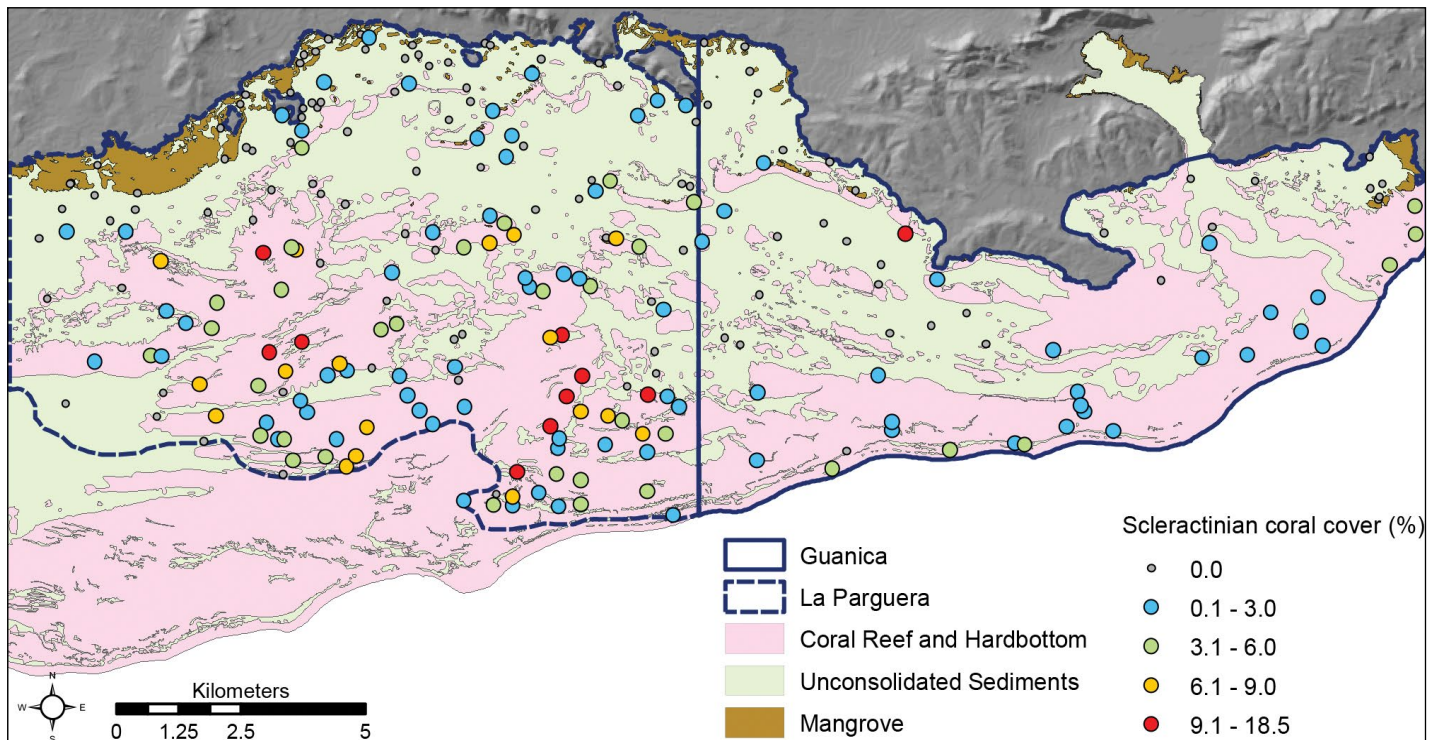 Guanica
La Parguera
Coral Reef and Hardbottom
Unconsolidated Sediments
Mangrove
Scleractinian coral cover (%)
0.0
0.1 - 3.0
3.1 - 6.0
6.1 - 9.0
9.1 - 18.5
N
W E
S
Kilometers
0 1.25 2.5 5